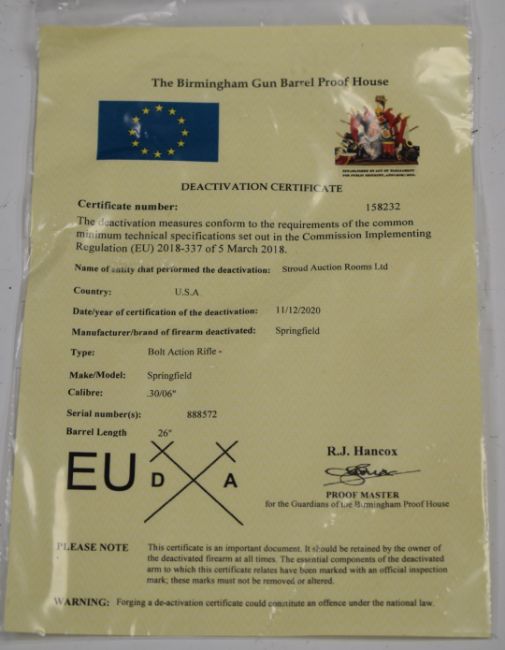 The Birmingham Gun Barrel Proof House
DEACTIVATION CERTIFICATE
Certificate number: 158232
The deactivation measures conform to the requirements of the common
minimum technical specifications set out in the Commission Implementing
Regulation (EU) 2018-337 of 5 March 2018.
Name of entity that performed the deactivation: Stroud Auction Rooms Ltd
Country: U.S.A
Date/year of certification of the deactivation: 11/12/2020
Manufacturer/brand of firearm deactivated: Springfield
Type: Bolt Action Rifle -
Make/Model: Springfield
Calibre: .30/06"
Serial number(s): 888572
Barrel Length 26"
EU D A
R.J. Hancox
PROOF MASTER
for the Guardians of the Birmingham Proof House
PLEASE NOTE This certificate is an important document. It should be retained by the owner of
the deactivated firearm at all times. The essential components of the deactivated
arm to which this certificate relates have been marked with an official inspection
mark; these marks must not be removed or altered.
WARNING: Forging a de-activation certificate could constitute an offence under the national law.